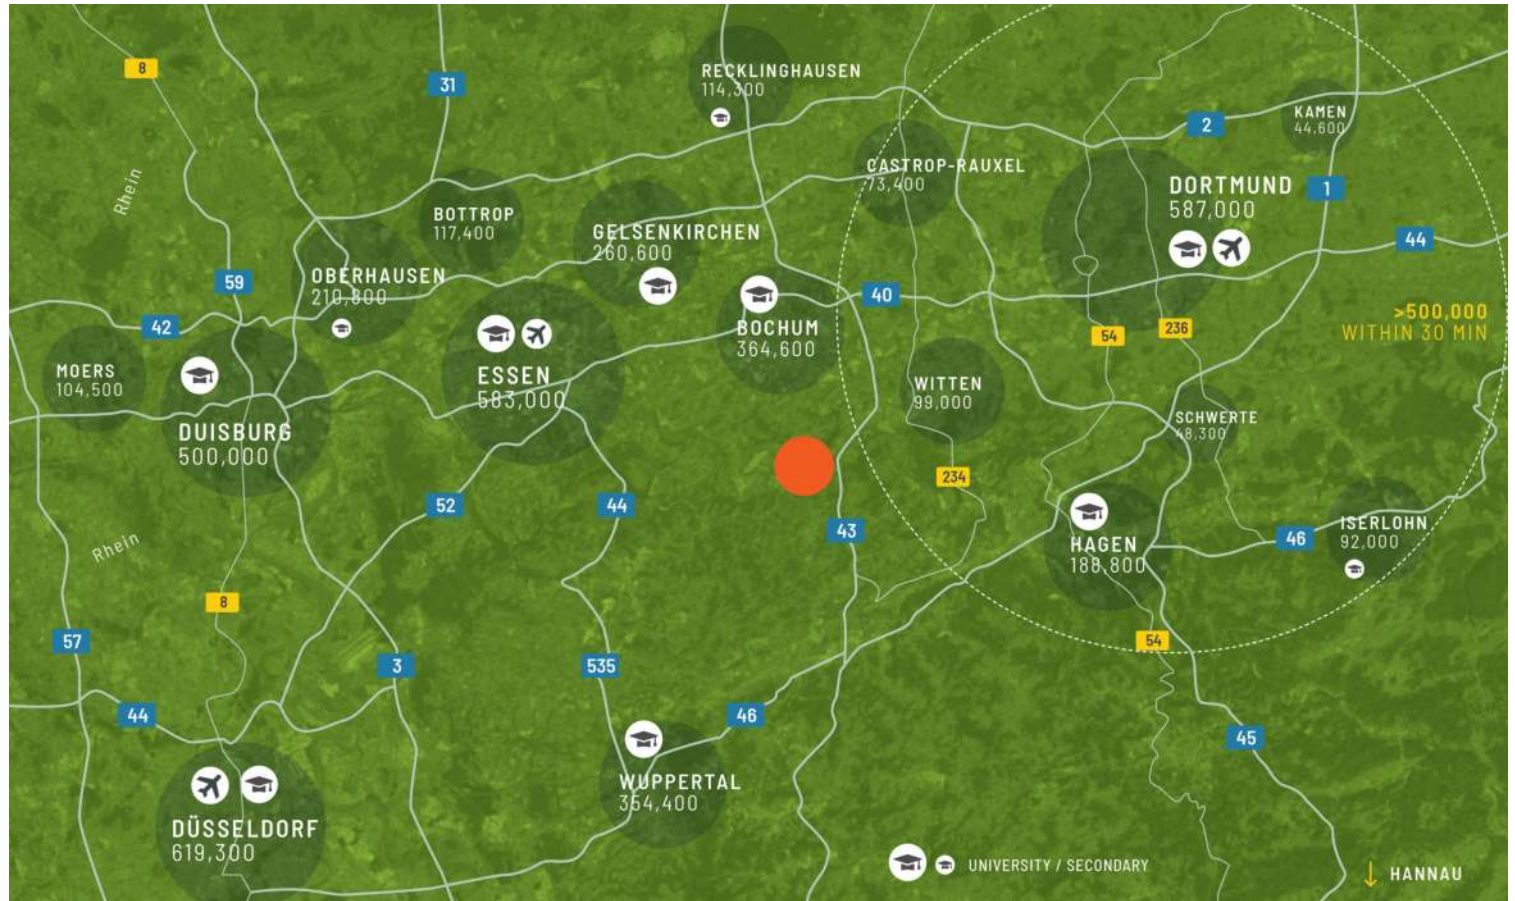 8
31
RECKLINGHAUSEN
114,300
2
KAMEN
44,600
Rhein
CASTROP-RAUXEL
73,400
DORTMUND
587,000
1
BOTTROP
117,400
GELSENKIRCHEN
260,600
44
59
OBERHAUSEN
210,800
40
42
BOCHUM
364,600
54
236
>500,000
WITHIN 30 MIN
MOERS
104,500
ESSEN
583,000
WITTEN
99,000
SCHWERTE
48,300
DUISBURG
500,000
234
52
44
43
HAGEN
188,800
46
ISERLOHN
92,000
Rhein
8
57
3
535
54
44
46
45
WUPPERTAL
354,400
DÜSSELDORF
619,300
UNIVERSITY / SECONDARY
HANNAU